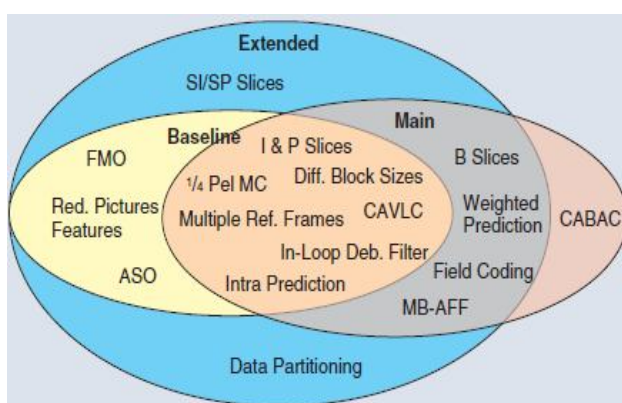 Extended
SI/SP Slices
Main
Baseline
I & P Slices
FMO
B Slices
Diff. Block Sizes
1/4 Pel MC
Red. Pictures
Features
Multiple Ref. Frames
CAVLC
Weighted
Prediction
CABAC
In-Loop Deb. Filter
ASO
Intra Prediction
Field Coding
MB-AFF
Data Partitioning